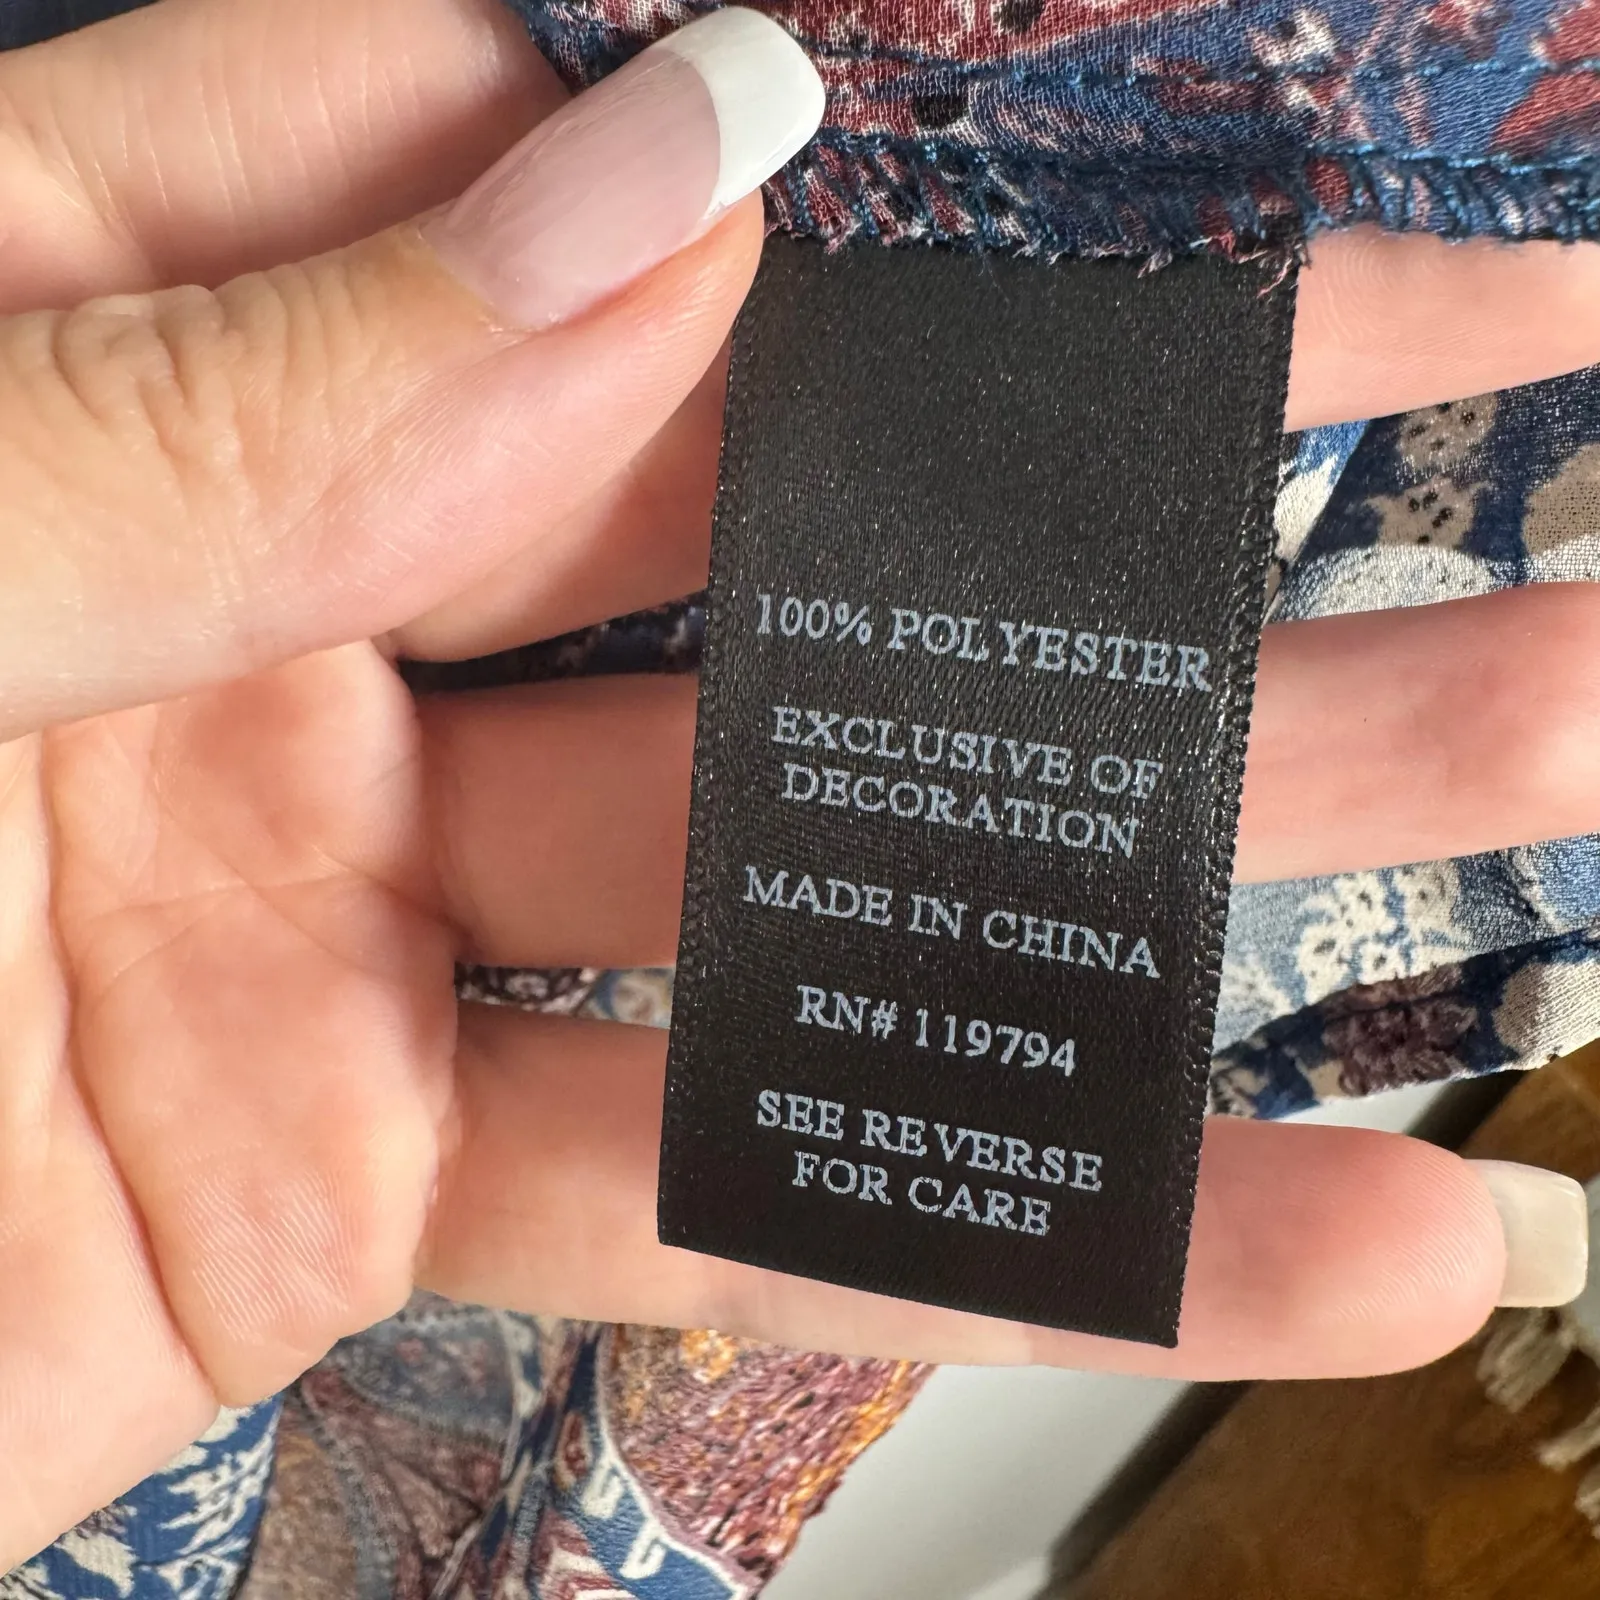 100% POLYESTER
EXCLUSIVE OF
DECORATION
MADE IN CHINA
RN# 119794
SEE REVERSE
FOR CARE